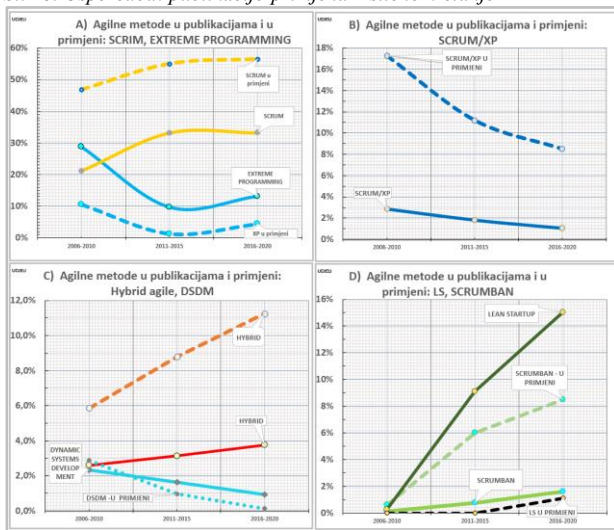 A) Agilne metode u publikacijama i u
primjeni: SCRIM, EXTREME PROGRAMMING
60%
50%
40%
30%
20%
10%
0%
SCRUM u
primjeni
SCRUM
EXTREME
PROGRAMMING
XP u primjeni
2006-2010
2011-2015
2016-2020
B) Agilne metode u publikacijama i primjeni:
SCRUM/XP
18%
16%
14%
12%
10%
8%
6%
4%
2%
0%
SCRUM/XP U
PRIMJENI
SCRUM/XP
2006-2010
2011-2015
2016-2020
C) Agilne metode u publikacijama i primjeni:
Hybrid agile, DSDM
12,0%
10,0%
8,0%
6,0%
4,0%
2,0%
0,0%
HYBRID
HYBRID
DYNAMIC
SYSTEMS
DEVELOP
MENT
DSDM -U PRIMJENI
2006-2010
2011-2015
2016-2020
D) Agilne metode u publikacijama i u
primjeni: LS, SCRUMBAN
16%
14%
12%
10%
8%
6%
4%
2%
0%
LEAN STARTUP
SCRUMBAN - U
PRIMJENI
SCRUMBAN
LS U PRIMJENI
2006-2010
2011-2015
2016-2020